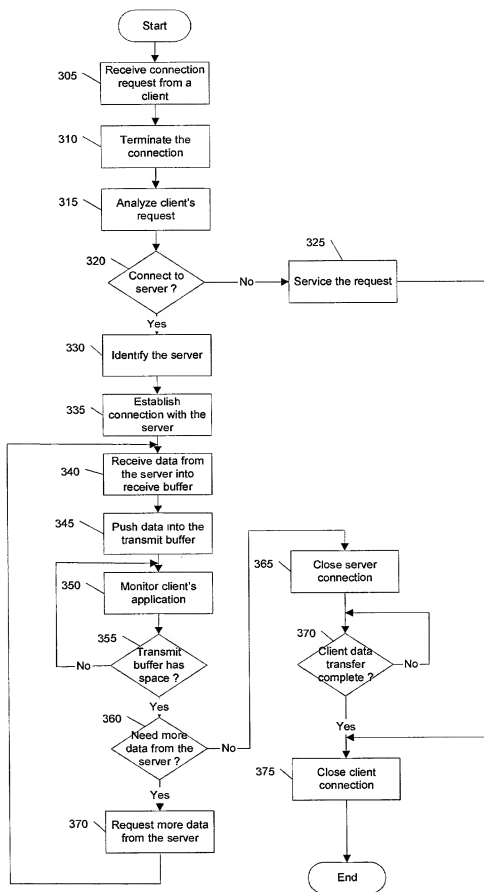 Start
305
Receive connection
request from a
client
310
Terminate the
connection
315
Analyze client's
request
320
Connect to
server ?
No
325
Service the request
Yes
330
Identify the server
335
Establish
connection with the
server
340
Receive data from
the server into
receive buffer
345
Push data into the
transmit buffer
350
Monitor client's
application
355
Transmit
buffer has
space ?
No
Yes
360
Need more
data from the
server ?
No
Yes
370
Request more data
from the server
365
Close server
connection
370
Client data
transfer
complete ?
No
Yes
375
Close client
connection
End